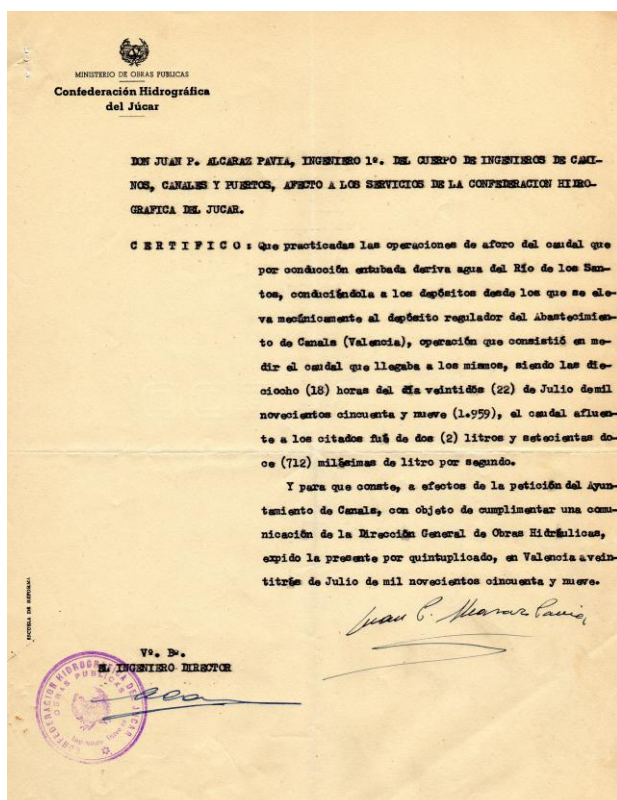 MINISTERIO DE OBRAS PUBLICAS
Confederación Hidrográfica
del Júcar
DON JUAN P. ALCARAZ PAVIA, INGENIERO 1º. DEL CUERPO DE INGENIEROS DE CAMI-
NOS, CANALES Y PUERTOS, AFECTO A LOS SERVICIOS DE LA CONFEDERACION HIDRO-
GRAFICA DEL JUCAR.
C E R T I F I C O : Que practicadas las operaciones de aforo del caudal que
por conducción entubada deriva agua del Río de los San-
tos, conduciéndola a los depósitos desde los que se ele-
va mecánicamente al depósito regulador del Abastecimien-
to de Canals (Valencia), operación que consistió en me-
dir el caudal que llegaba a los mismos, siendo las die-
ciocho (18) horas del día veintidós (22) de Julio demil
novecientos cincuenta y nueve (1.959), el caudal afluen-
te a los citados fué de dos (2) litros y setecientas do-
ce (712) milésimas de litro por segundo.
Y para que conste, a efectos de la petición del Ayun-
tamiento de Canals, con objeto de cumplimentar una comu-
nicación de la Dirección General de Obras Hidráulicas,
expido la presente por quintuplicado, en Valencia avein-
titrés de Julio de mil novecientos cincuenta y nueve.
Juan P. Alcaraz Pavia
Vº. Bº.
EL INGENIERO DIRECTOR
CONFEDERACION HIDROGRAFICA DEL JUCAR
OBRAS PUBLICAS
ESCUELA DE REFORMA